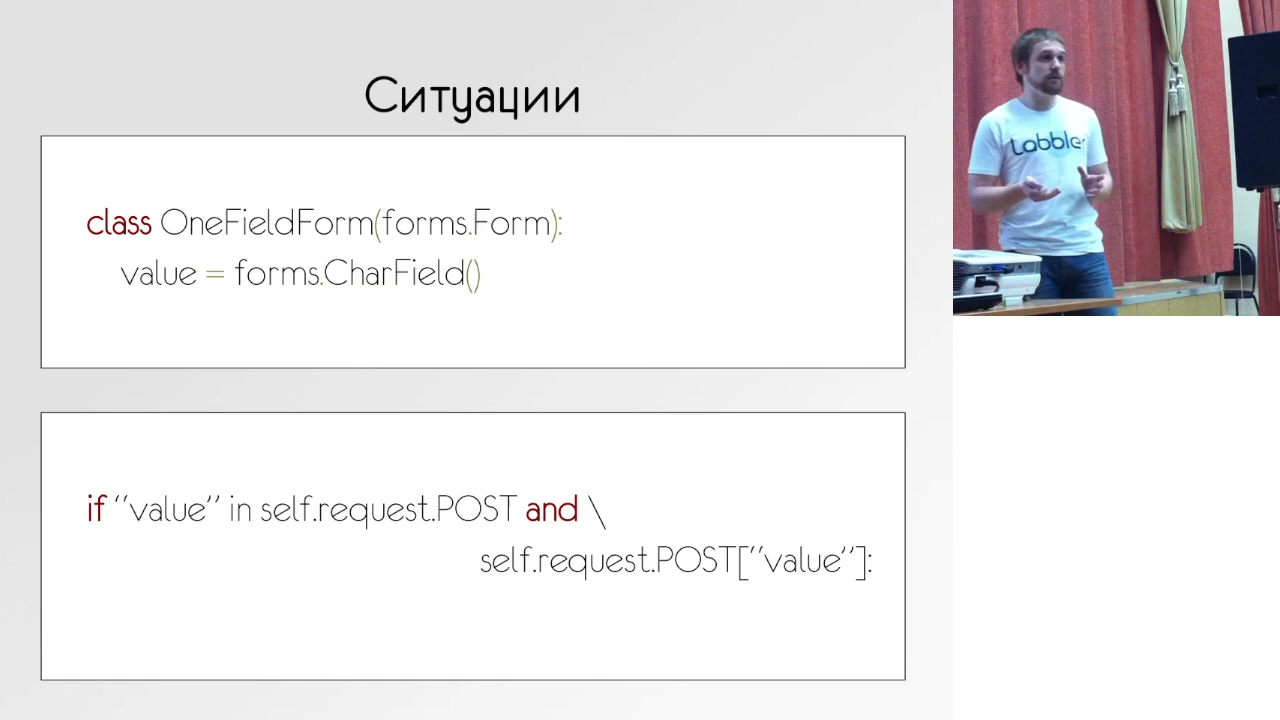 Ситуации
class OneFieldForm(forms.Form):
value = forms.CharField()
if "value" in self.request.POST and \
self.request.POST["value"]:
Labbler